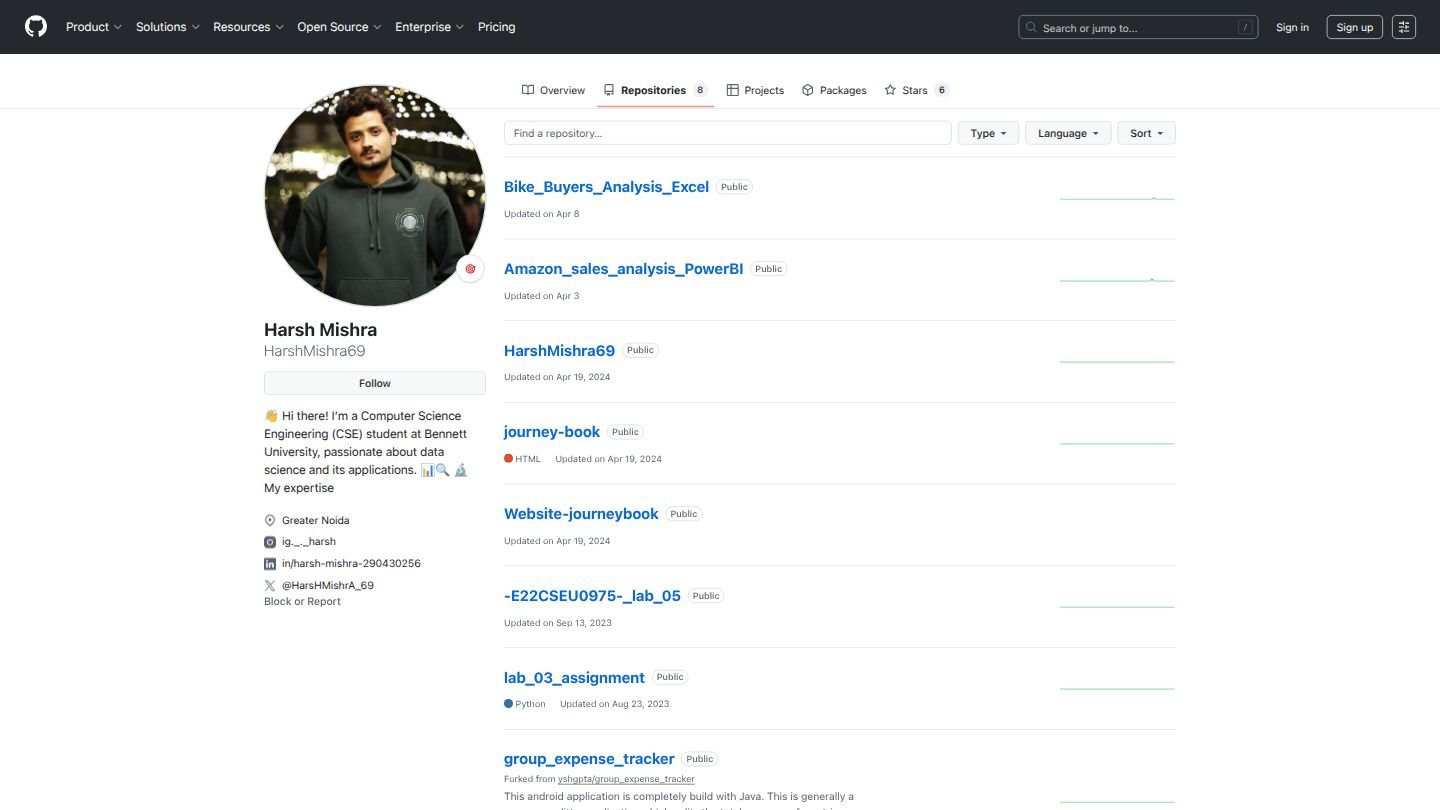 Product Solutions Resources Open Source Enterprise Pricing Search or jump to... / Sign in Sign up
Overview Repositories 8 Projects Packages Stars 6
Find a repository... Type Language Sort
Harsh Mishra
HarshMishra69
Follow
👋 Hi there! I'm a Computer Science
Engineering (CSE) student at Bennett
University, passionate about data
science and its applications. 📊🔍 🔬
My expertise
Greater Noida
ig._._harsh
in/harsh-mishra-290430256
@HarsHMishrA_69
Block or Report
Bike_Buyers_Analysis_Excel Public
Updated on Apr 8
Amazon_sales_analysis_PowerBI Public
Updated on Apr 3
HarshMishra69 Public
Updated on Apr 19, 2024
journey-book Public
HTML Updated on Apr 19, 2024
Website-journeybook Public
Updated on Apr 19, 2024
-E22CSEU0975-_lab_05 Public
Updated on Sep 13, 2023
lab_03_assignment Public
Python Updated on Aug 23, 2023
group_expense_tracker Public
Forked from yshgpta/group_expense_tracker
This android application is completely build with Java. This is generally a